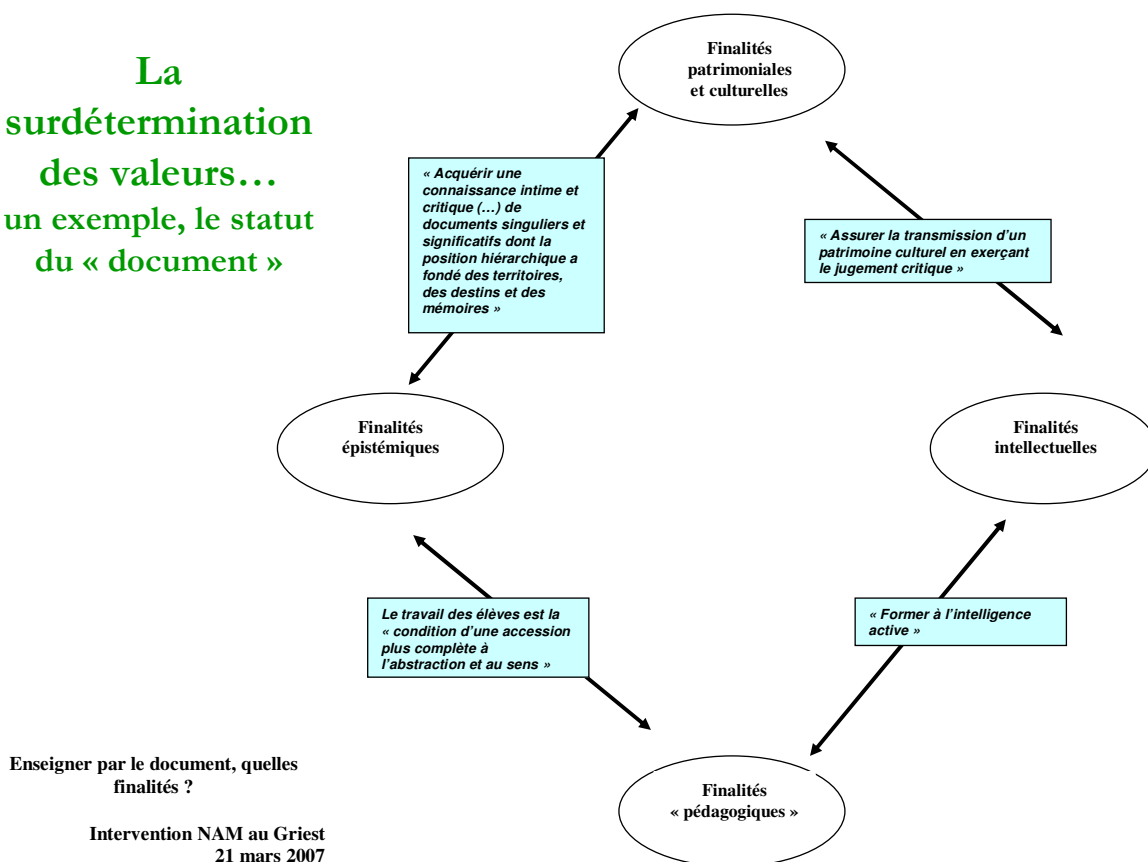 La
surdétermination
des valeurs…
un exemple, le statut
du « document »
Finalités
patrimoniales
et culturelles
« Acquérir une
connaissance intime et
critique (…) de
documents singuliers et
significatifs dont la
position hiérarchique a
fondé des territoires,
des destins et des
mémoires »
« Assurer la transmission d’un
patrimoine culturel en exerçant
le jugement critique »
Finalités
épistémiques
Finalités
intellectuelles
Le travail des élèves est la
« condition d’une accession
plus complète à
l’abstraction et au sens »
« Former à l’intelligence
active »
Finalités
« pédagogiques »
Enseigner par le document, quelles
finalités ?
Intervention NAM au Griest
21 mars 2007